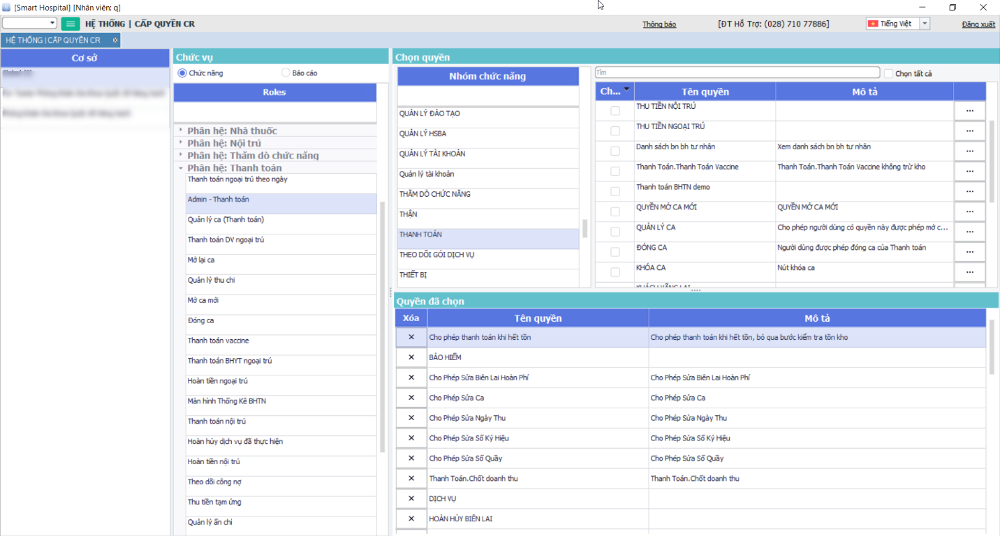 [Smart Hospital] [Nhân viên: q]
HỆ THỐNG | CẤP QUYỀN CR
Thông báo
[ĐT Hỗ Trợ: (028) 710 77886]
Tiếng Việt
Đăng xuất
HỆ THỐNG | CẤP QUYỀN CR
Cơ sở
Chức vụ
Chức năng
Báo cáo
Roles
Phân hệ: Nhà thuốc
Phân hệ: Nội trú
Phân hệ: Thăm dò chức năng
Phân hệ: Thanh toán
Thanh toán ngoại trú theo ngày
Admin - Thanh toán
Quản lý ca (Thanh toán)
Thanh toán DV ngoại trú
Mở lại ca
Quản lý thu chi
Mở ca mới
Đóng ca
Thanh toán vaccine
Thanh toán BHYT ngoại trú
Hoàn tiền ngoại trú
Màn hình Thống Kê BHTN
Thanh toán nội trú
Hoàn hủy dịch vụ đã thực hiện
Hoàn tiền nội trú
Theo dõi công nợ
Thu tiền tạm ứng
Quản lý ấn chỉ
Chọn quyền
Nhóm chức năng
QUẢN LÝ ĐÀO TẠO
QUẢN LÝ HSBA
QUẢN LÝ TÀI KHOẢN
Quản lý tài khoản
THĂM DÒ CHỨC NĂNG
THẬN
THANH TOÁN
THEO DÕI GÓI DỊCH VỤ
THIẾT BỊ
Tìm
Chọn tất cả
Ch... Tên quyền Mô tả
THU TIỀN NỘI TRÚ
THU TIỀN NGOẠI TRÚ
Danh sách bn bh tư nhân Xem danh sách bn bh tư nhân
Thanh Toán.Thanh Toán Vaccine Thanh Toán.Thanh Toán Vaccine không trừ kho
Thanh toán BHTN demo
QUYỀN MỞ CA MỚI QUYỀN MỞ CA MỚI
QUẢN LÝ CA Cho phép người dùng có quyền này được phép mở c...
ĐÓNG CA Người dùng được phép đóng ca của Thanh toán
KHÓA CA Nút khóa ca
KHÁCH VÃNG LAI
Quyền đã chọn
Xóa Tên quyền Mô tả
Cho phép thanh toán khi hết tồn Cho phép thanh toán khi hết tồn, bỏ qua bước kiểm tra tồn kho
BẢO HIỂM
Cho Phép Sửa Biên Lai Hoàn Phí Cho Phép Sửa Biên Lai Hoàn Phí
Cho Phép Sửa Ca Cho Phép Sửa Ca
Cho Phép Sửa Ngày Thu Cho Phép Sửa Ngày Thu
Cho Phép Sửa Số Ký Hiệu Cho Phép Sửa Số Ký Hiệu
Cho Phép Sửa Số Quầy Cho Phép Sửa Số Quầy
Thanh Toán.Chốt doanh thu Thanh Toán.Chốt doanh thu
DỊCH VỤ
HOÀN HỦY BIÊN LAI